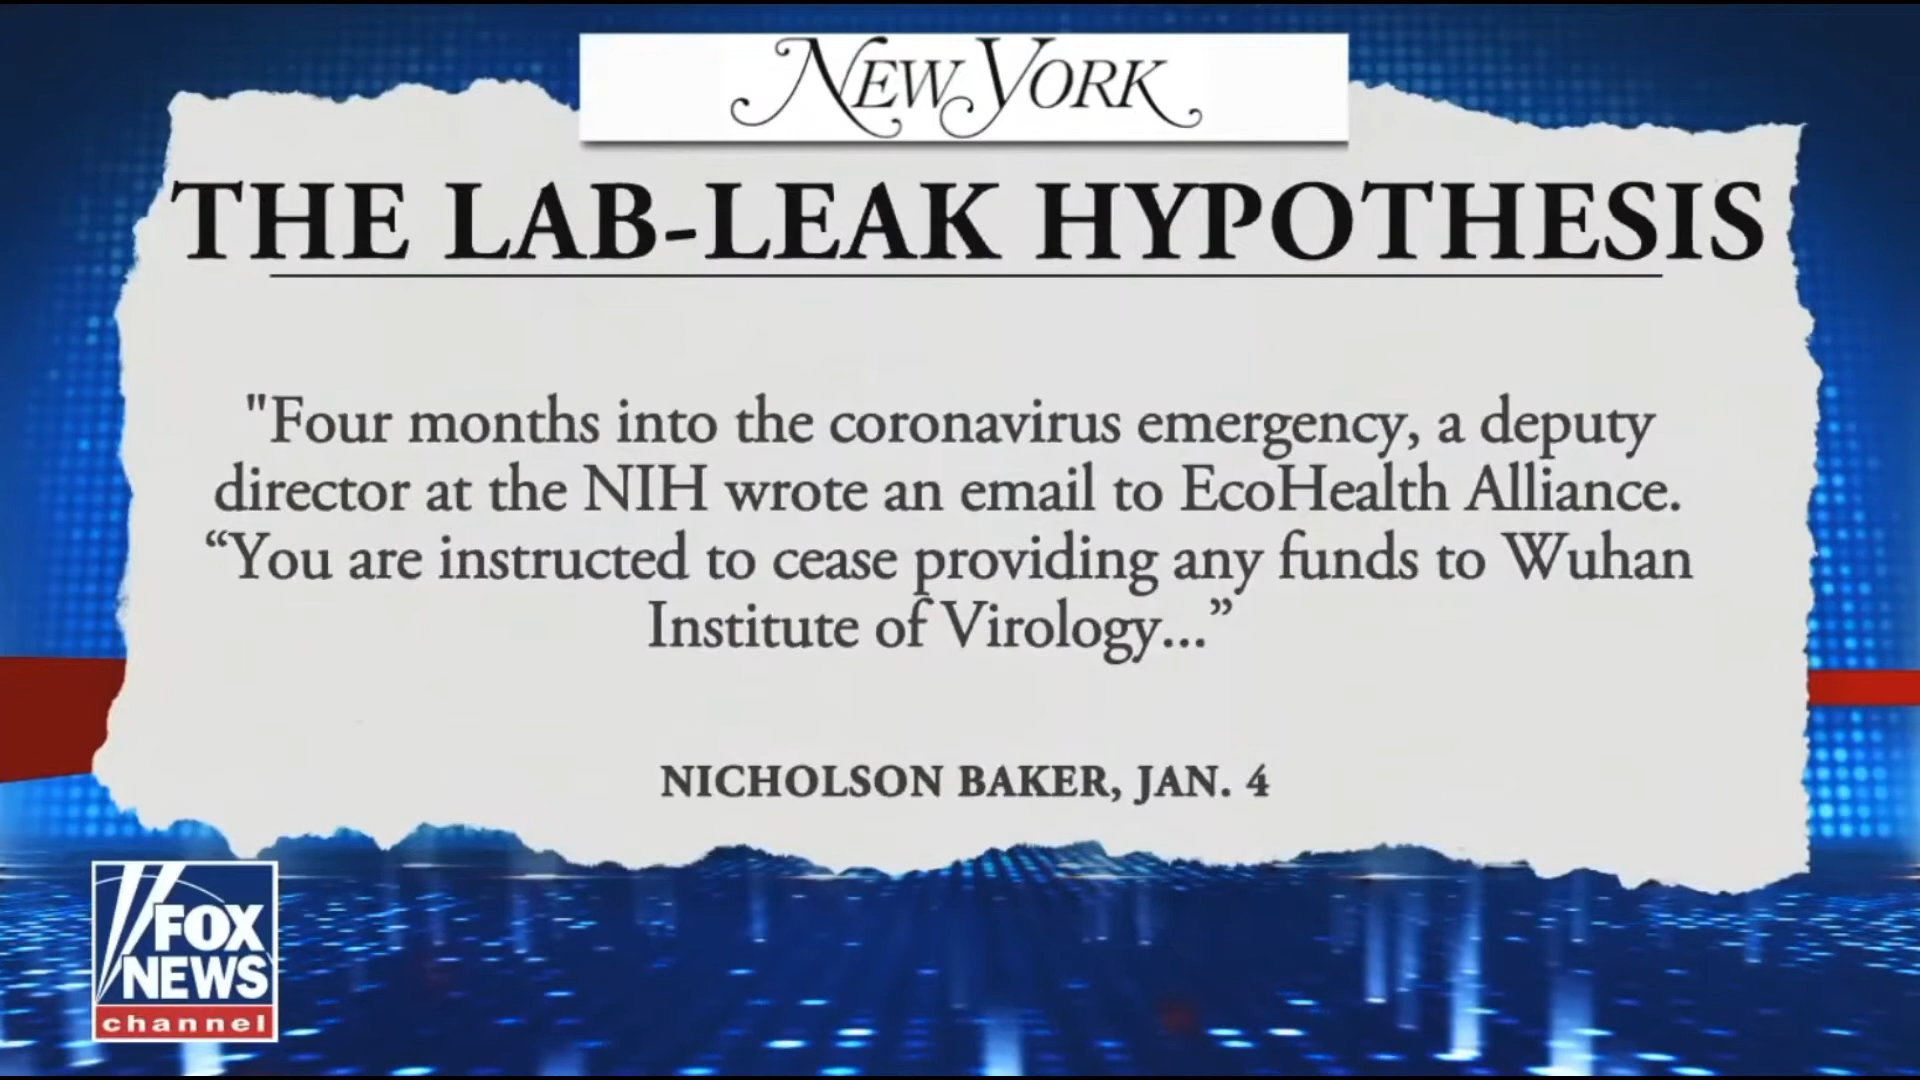 NEW YORK
THE LAB-LEAK HYPOTHESIS
"Four months into the coronavirus emergency, a deputy
director at the NIH wrote an email to EcoHealth Alliance.
“You are instructed to cease providing any funds to Wuhan
Institute of Virology...”
NICHOLSON BAKER, JAN. 4
FOX
NEWS
channel